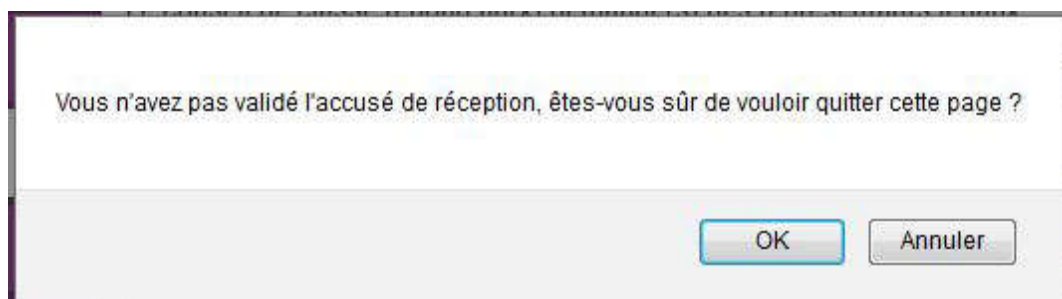 Vous n'avez pas validé l'accusé de réception, êtes-vous sûr de vouloir quitter cette page ?
OK
Annuler